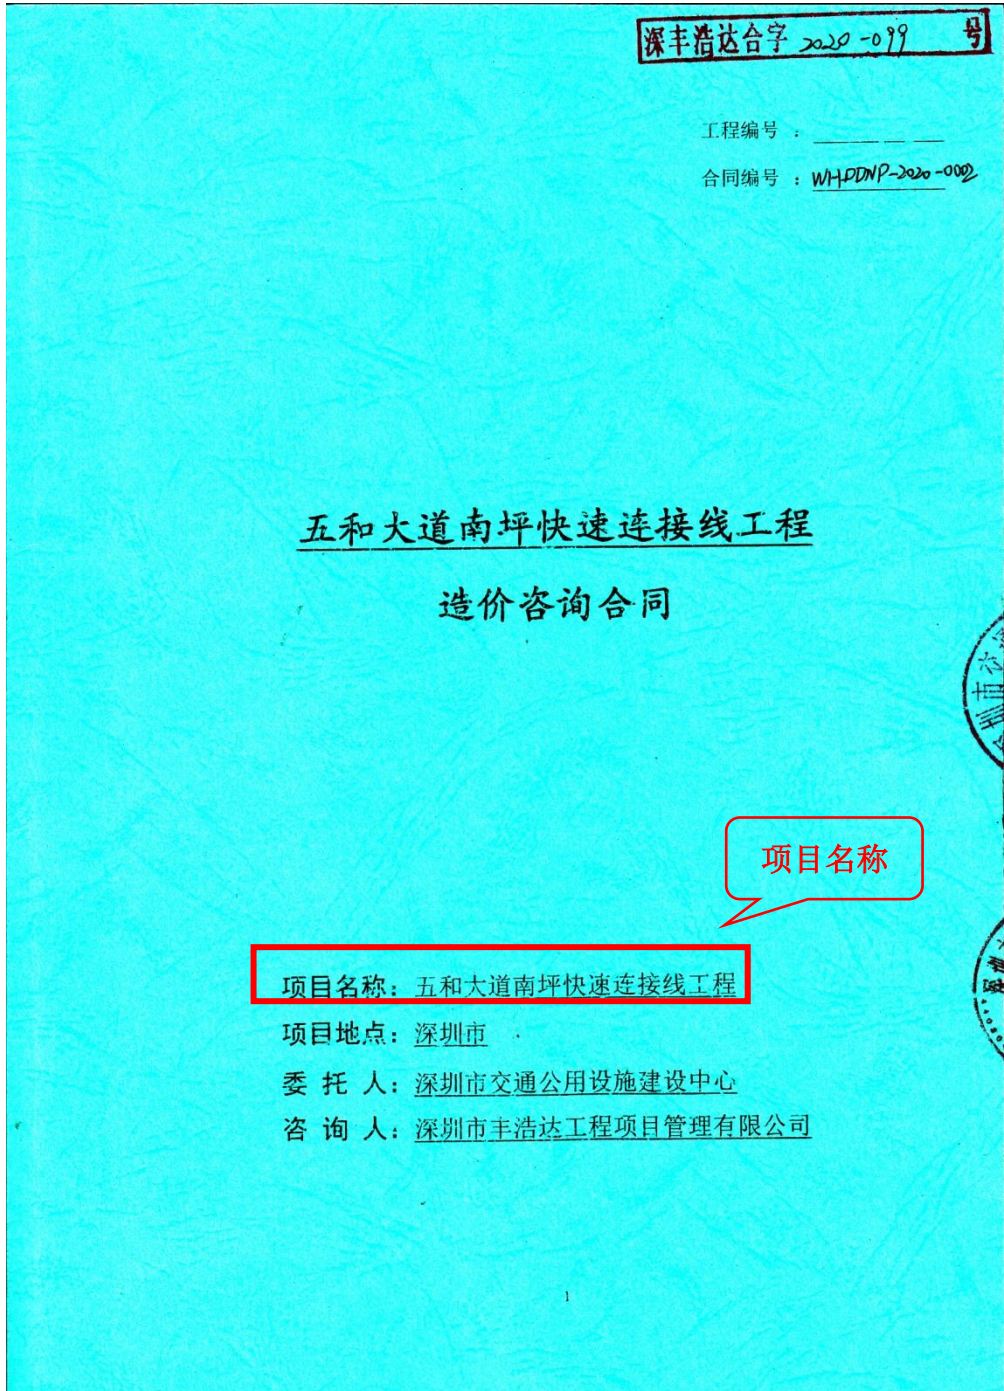 深丰浩达合字 2020-099 号
工程编号 ：
合同编号 ：WHDDNP-2020-0002
五和大道南坪快速连接线工程
造价咨询合同
项目名称
项目名称：五和大道南坪快速连接线工程
项目地点：深圳市
委 托 人：深圳市交通公用设施建设中心
咨 询 人：深圳市丰浩达工程项目管理有限公司
1